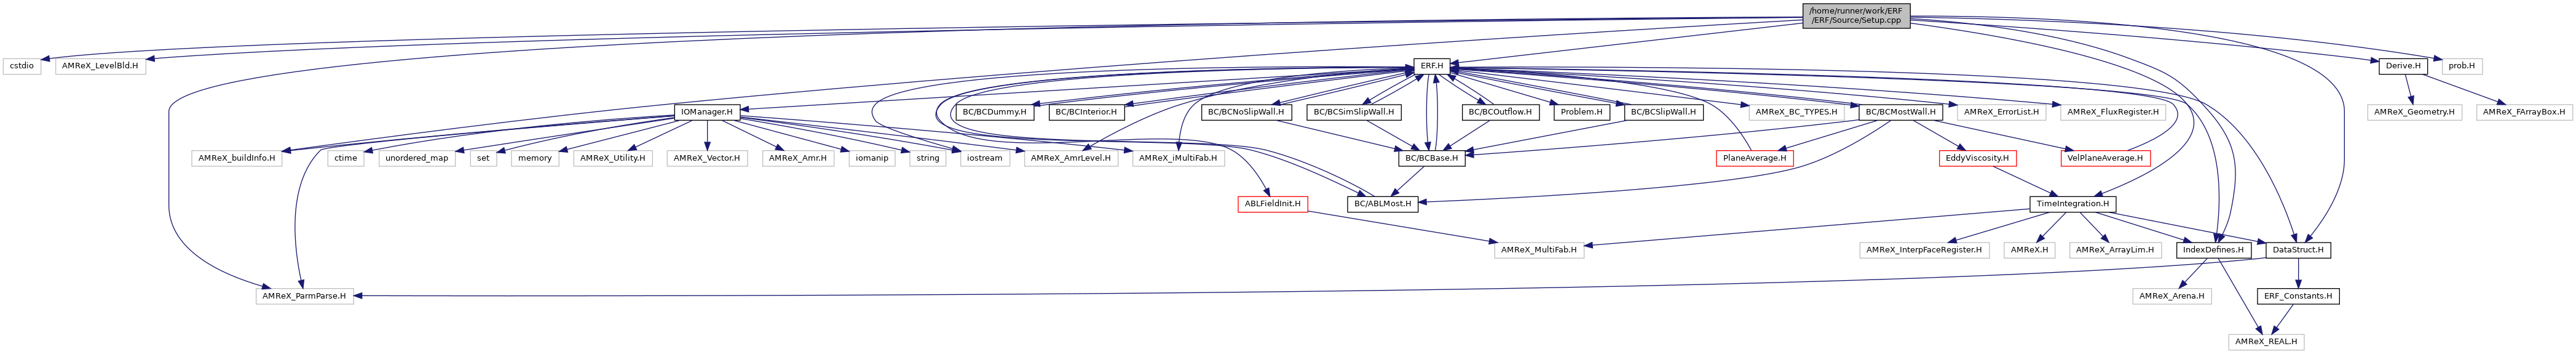 /home/runner/work/ERF
/ERF/Source/Setup.cpp
cstdio
AMReX_LevelBld.H
ERF.H
Derive.H
prob.H
IOManager.H
BC/BCDummy.H
BC/BCInterior.H
BC/BCNoSlipWall.H
BC/BCSimSlipWall.H
BC/BCOutflow.H
Problem.H
BC/BCSlipWall.H
AMReX_BC_TYPES.H
BC/BCMostWall.H
AMReX_ErrorList.H
AMReX_FluxRegister.H
AMReX_Geometry.H
AMReX_FArrayBox.H
AMReX_buildInfo.H
ctime
unordered_map
set
memory
AMReX_Utility.H
AMReX_Vector.H
AMReX_Amr.H
iomanip
string
iostream
AMReX_AmrLevel.H
AMReX_iMultiFab.H
BC/BCBase.H
PlaneAverage.H
EddyViscosity.H
VelPlaneAverage.H
ABLFieldInit.H
BC/ABLMost.H
TimeIntegration.H
AMReX_MultiFab.H
AMReX_InterpFaceRegister.H
AMReX.H
AMReX_ArrayLim.H
IndexDefines.H
DataStruct.H
AMReX_ParmParse.H
AMReX_Arena.H
ERF_Constants.H
AMReX_REAL.H